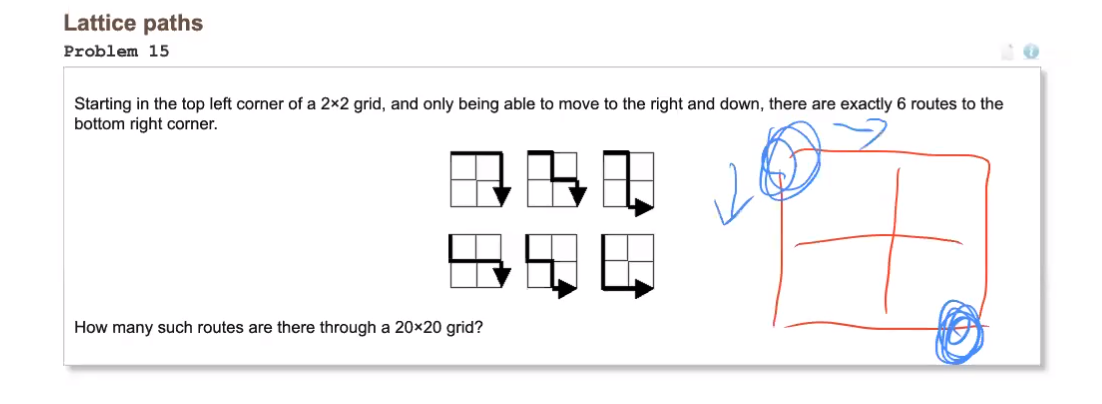 Lattice paths
Problem 15
Starting in the top left corner of a 2×2 grid, and only being able to move to the right and down, there are exactly 6 routes to the
bottom right corner.
How many such routes are there through a 20×20 grid?